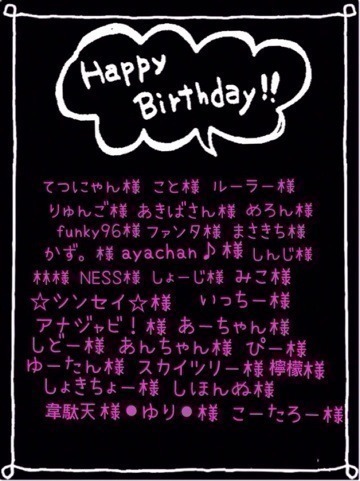 Happy
Birthday!!
てつにゃん様 こと様 ルーラー様
りゅんご様 あきばさん様 めろん様
funky96様 ファンタ様 まさきち様
かず。様 ayachan♪様 しんじ様
林林様 NESS様 しょーじ様 みこ様
☆シンセイ☆様 いっちー様
アナジャビ!様 あーちゃん様
しどー様 あんちゃん様 ぴー様
ゆーたん様 スカイツリー様 檸檬様
しょきちょー様 しほんぬ様
韋駄天様 ●ゆり●様 こーたろー様